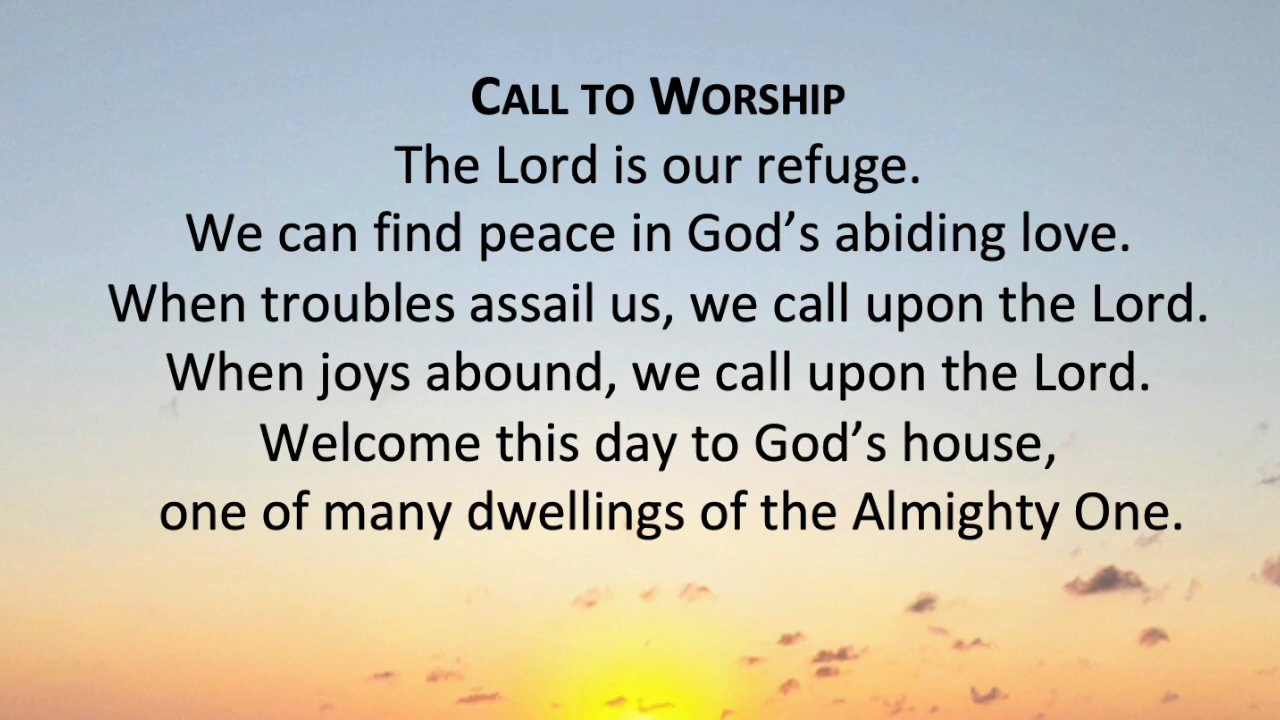 CALL TO WORSHIP
The Lord is our refuge.
We can find peace in God’s abiding love.
When troubles assail us, we call upon the Lord.
When joys abound, we call upon the Lord.
Welcome this day to God’s house,
one of many dwellings of the Almighty One.